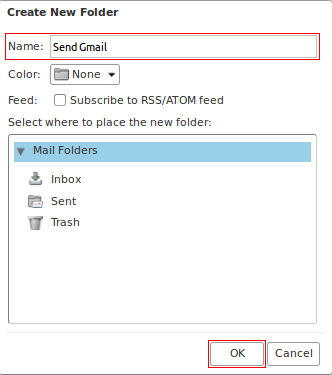 Create New Folder
Name: Send Gmail
Color: None
Feed: Subscribe to RSS/ATOM feed
Select where to place the new folder:
Mail Folders
Inbox
Sent
Trash
OK Cancel